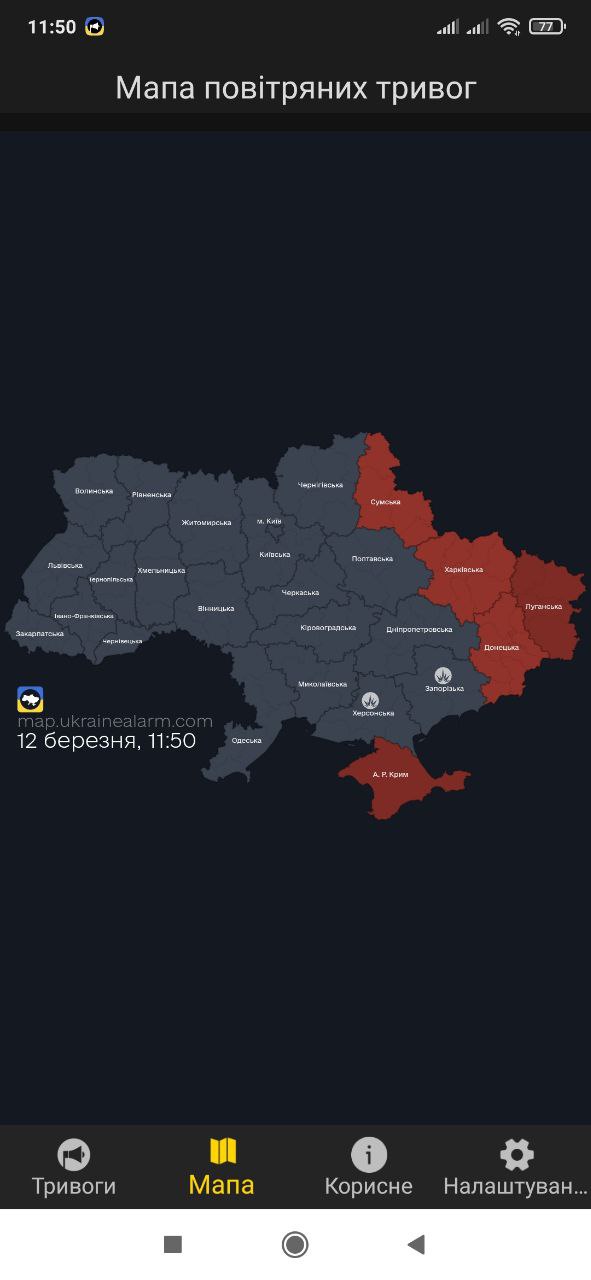 11:50
77
Мапа повітряних тривог
Волинська
Рівненська
Житомирська
м. Київ
Чернігівська
Сумська
Львівська
Тернопільська
Хмельницька
Київська
Полтавська
Харківська
Луганська
Івано-Франківська
Закарпатська
Чернівецька
Вінницька
Черкаська
Кіровоградська
Дніпропетровська
Донецька
Миколаївська
Запорізька
Херсонська
Одеська
А. Р. Крим
map.ukrainealarm.com
12 березня, 11:50
Тривоги
Мапа
Корисне
Налаштуван...